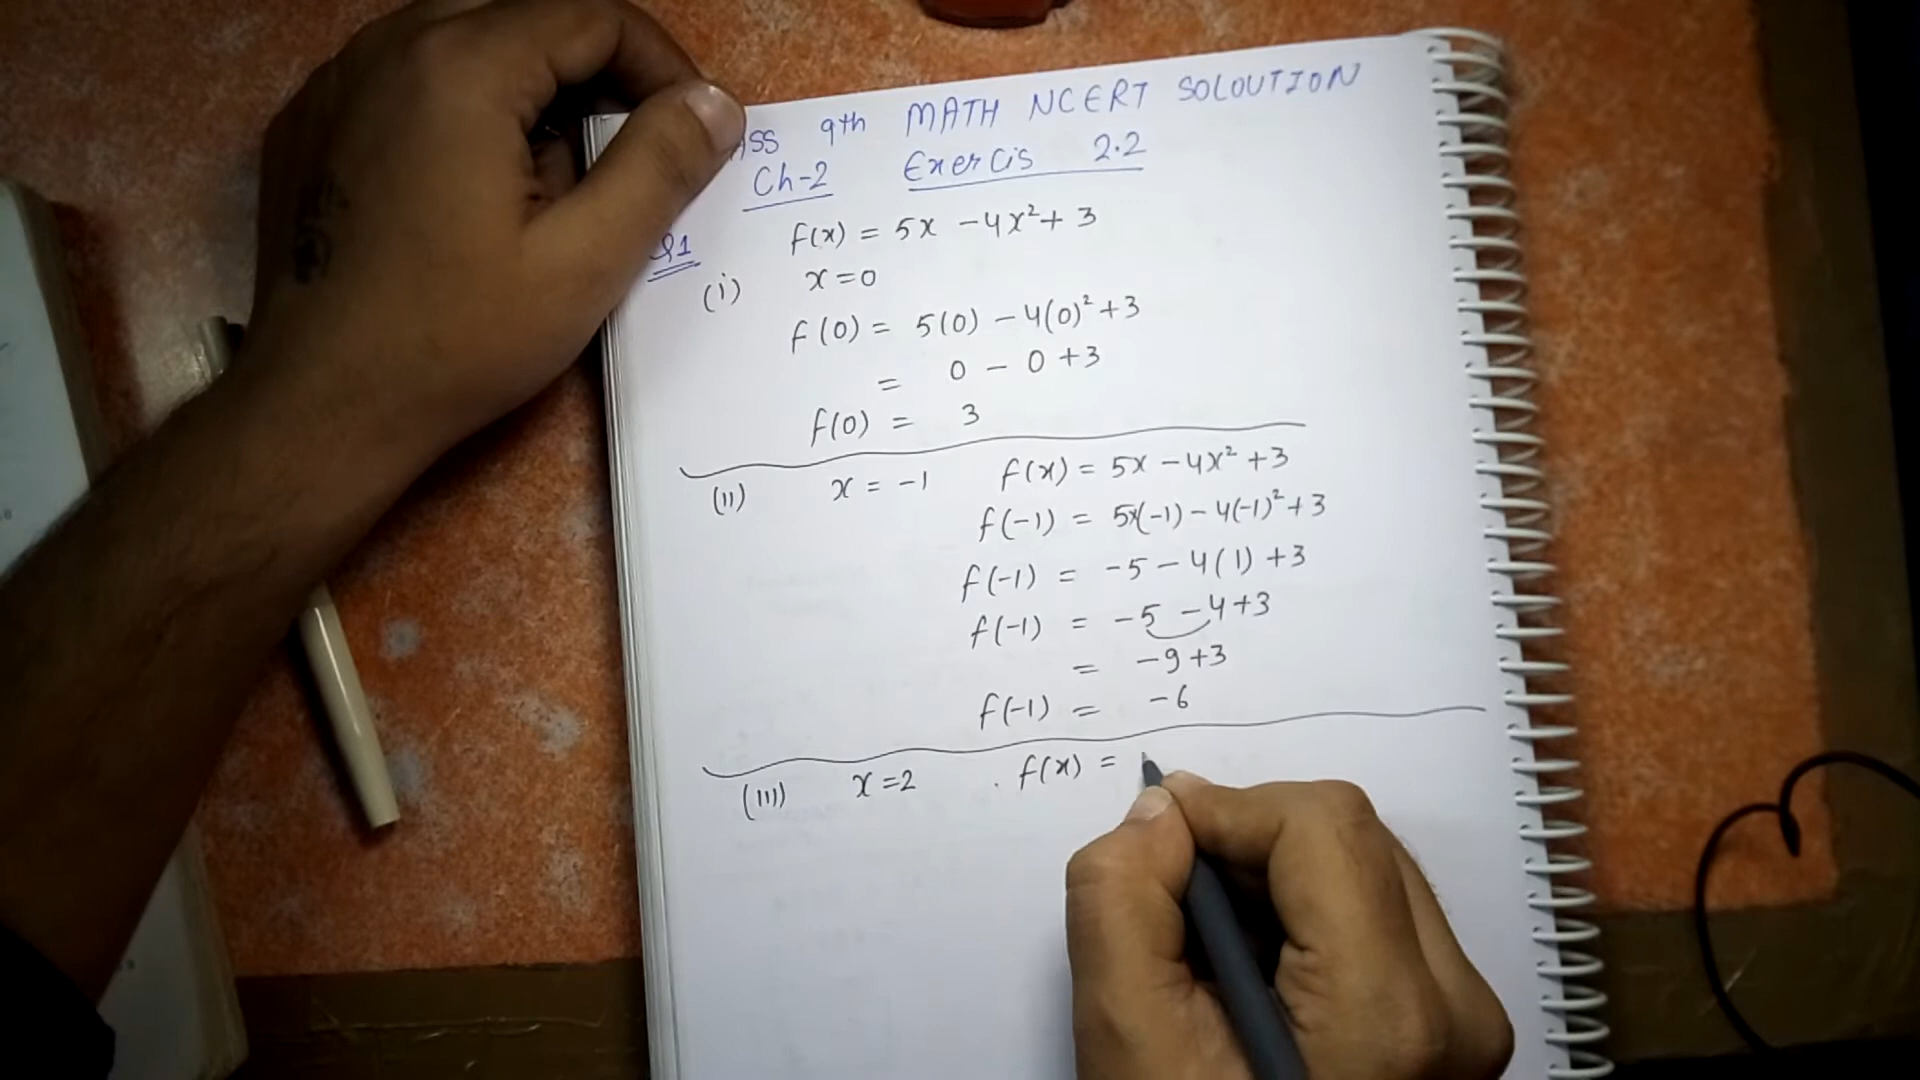 ASS 9th MATH NCERT SOLOUTION
Ch-2 Exercis 2.2
Q1 f(x) = 5x - 4x² + 3
(i) x = 0
f(0) = 5(0) - 4(0)² + 3
= 0 - 0 + 3
f(0) = 3
(II) x = -1 f(x) = 5x - 4x² + 3
f(-1) = 5x(-1) - 4(-1)² + 3
f(-1) = -5 - 4(1) + 3
f(-1) = -5 - 4 + 3
= -9 + 3
f(-1) = -6
(III) x = 2 . f(x) =